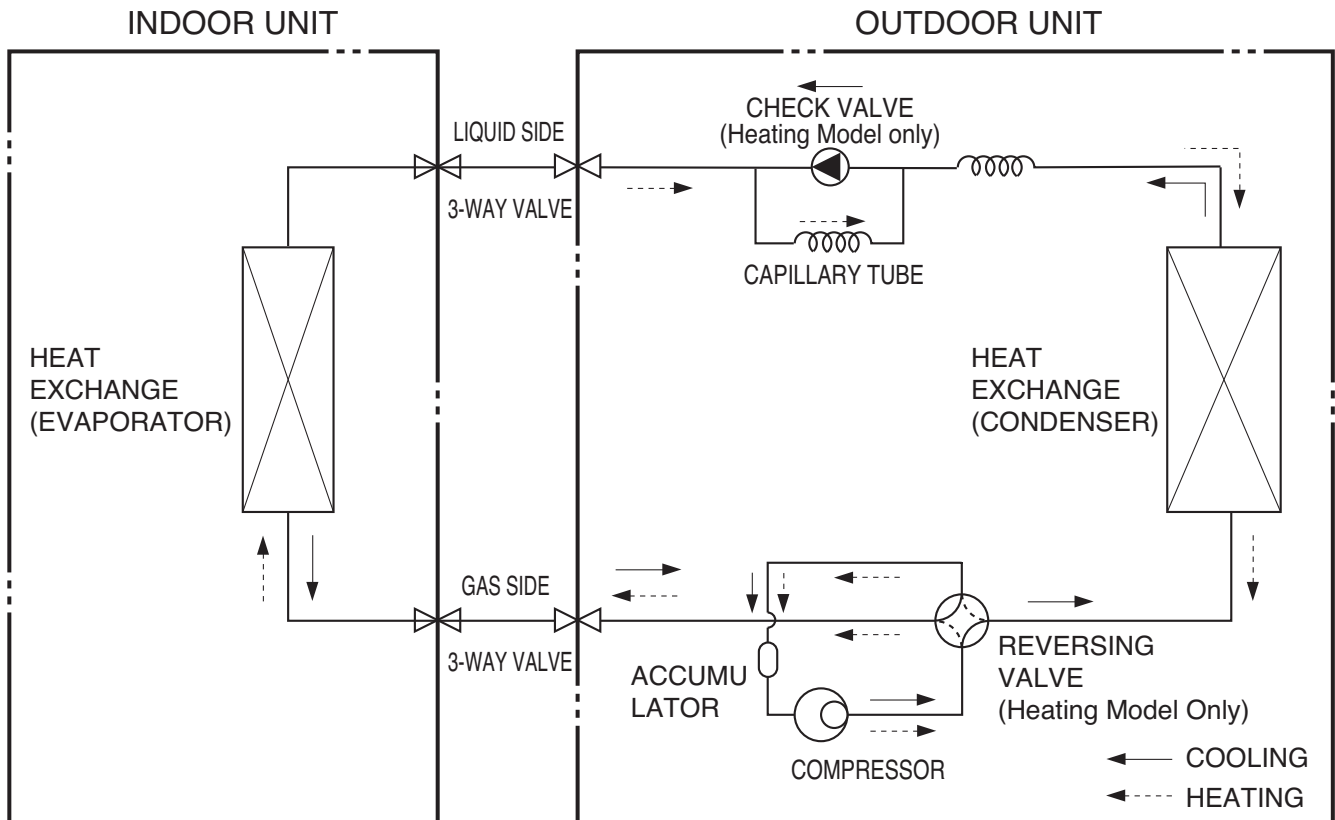 INDOOR UNIT
OUTDOOR UNIT
LIQUID SIDE
3-WAY VALVE
CHECK VALVE
(Heating Model only)
CAPILLARY TUBE
HEAT
EXCHANGE
(EVAPORATOR)
HEAT
EXCHANGE
(CONDENSER)
GAS SIDE
3-WAY VALVE
ACCUMU
LATOR
COMPRESSOR
REVERSING
VALVE
(Heating Model Only)
COOLING
HEATING